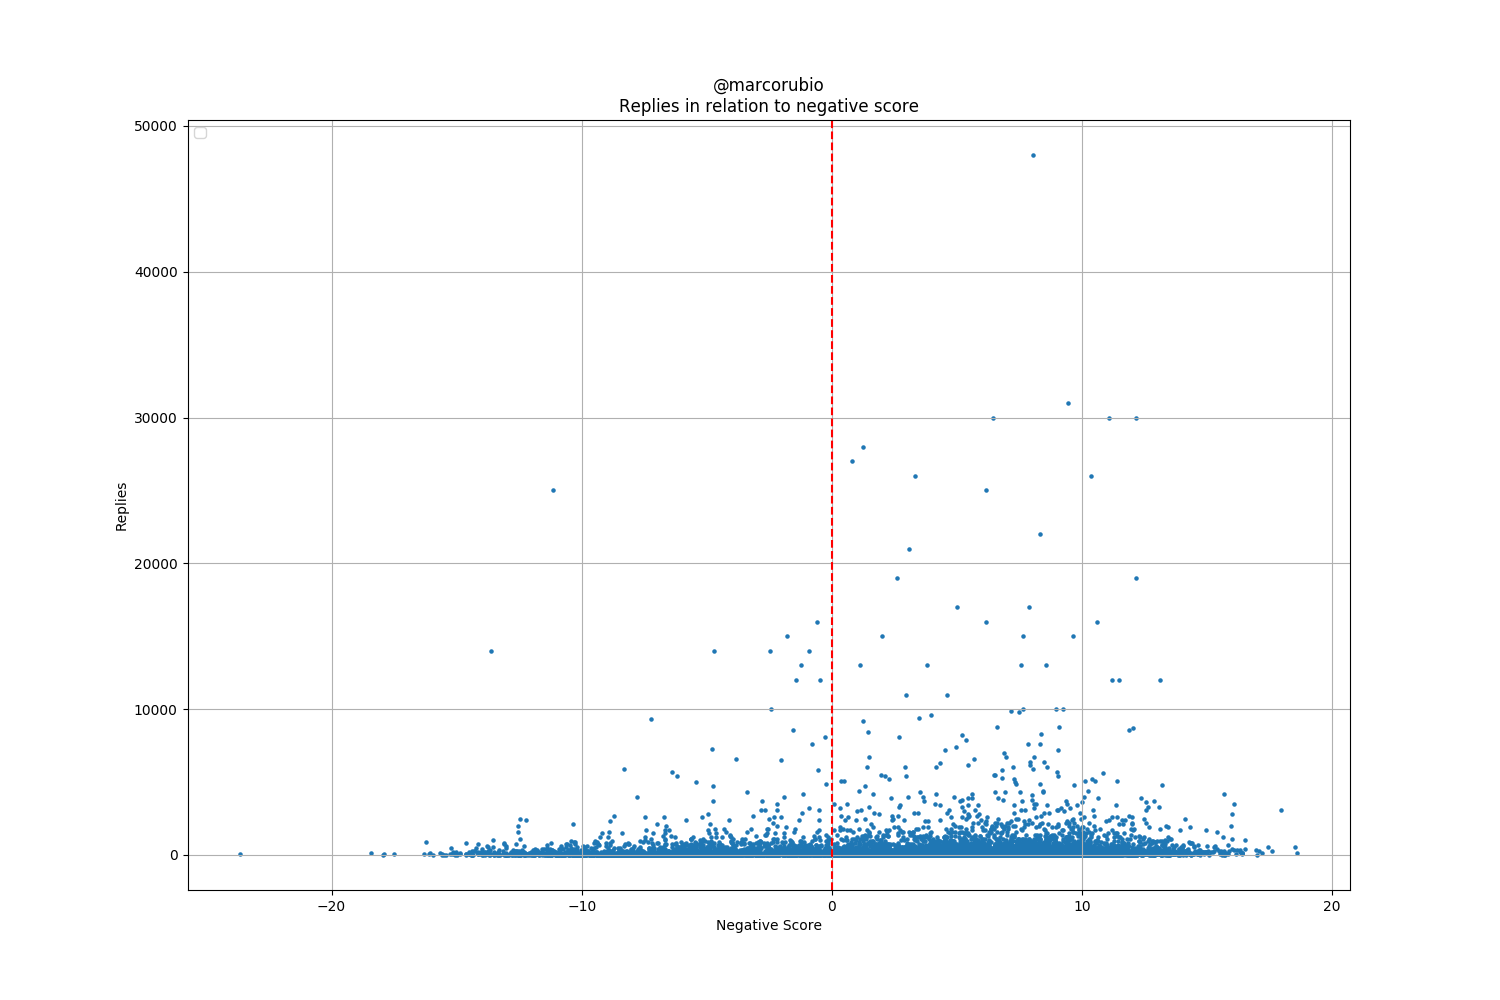 @marcorubio
Replies in relation to negative score
50000
40000
30000
20000
10000
0
Replies
−20
−10
0
10
20
Negative Score